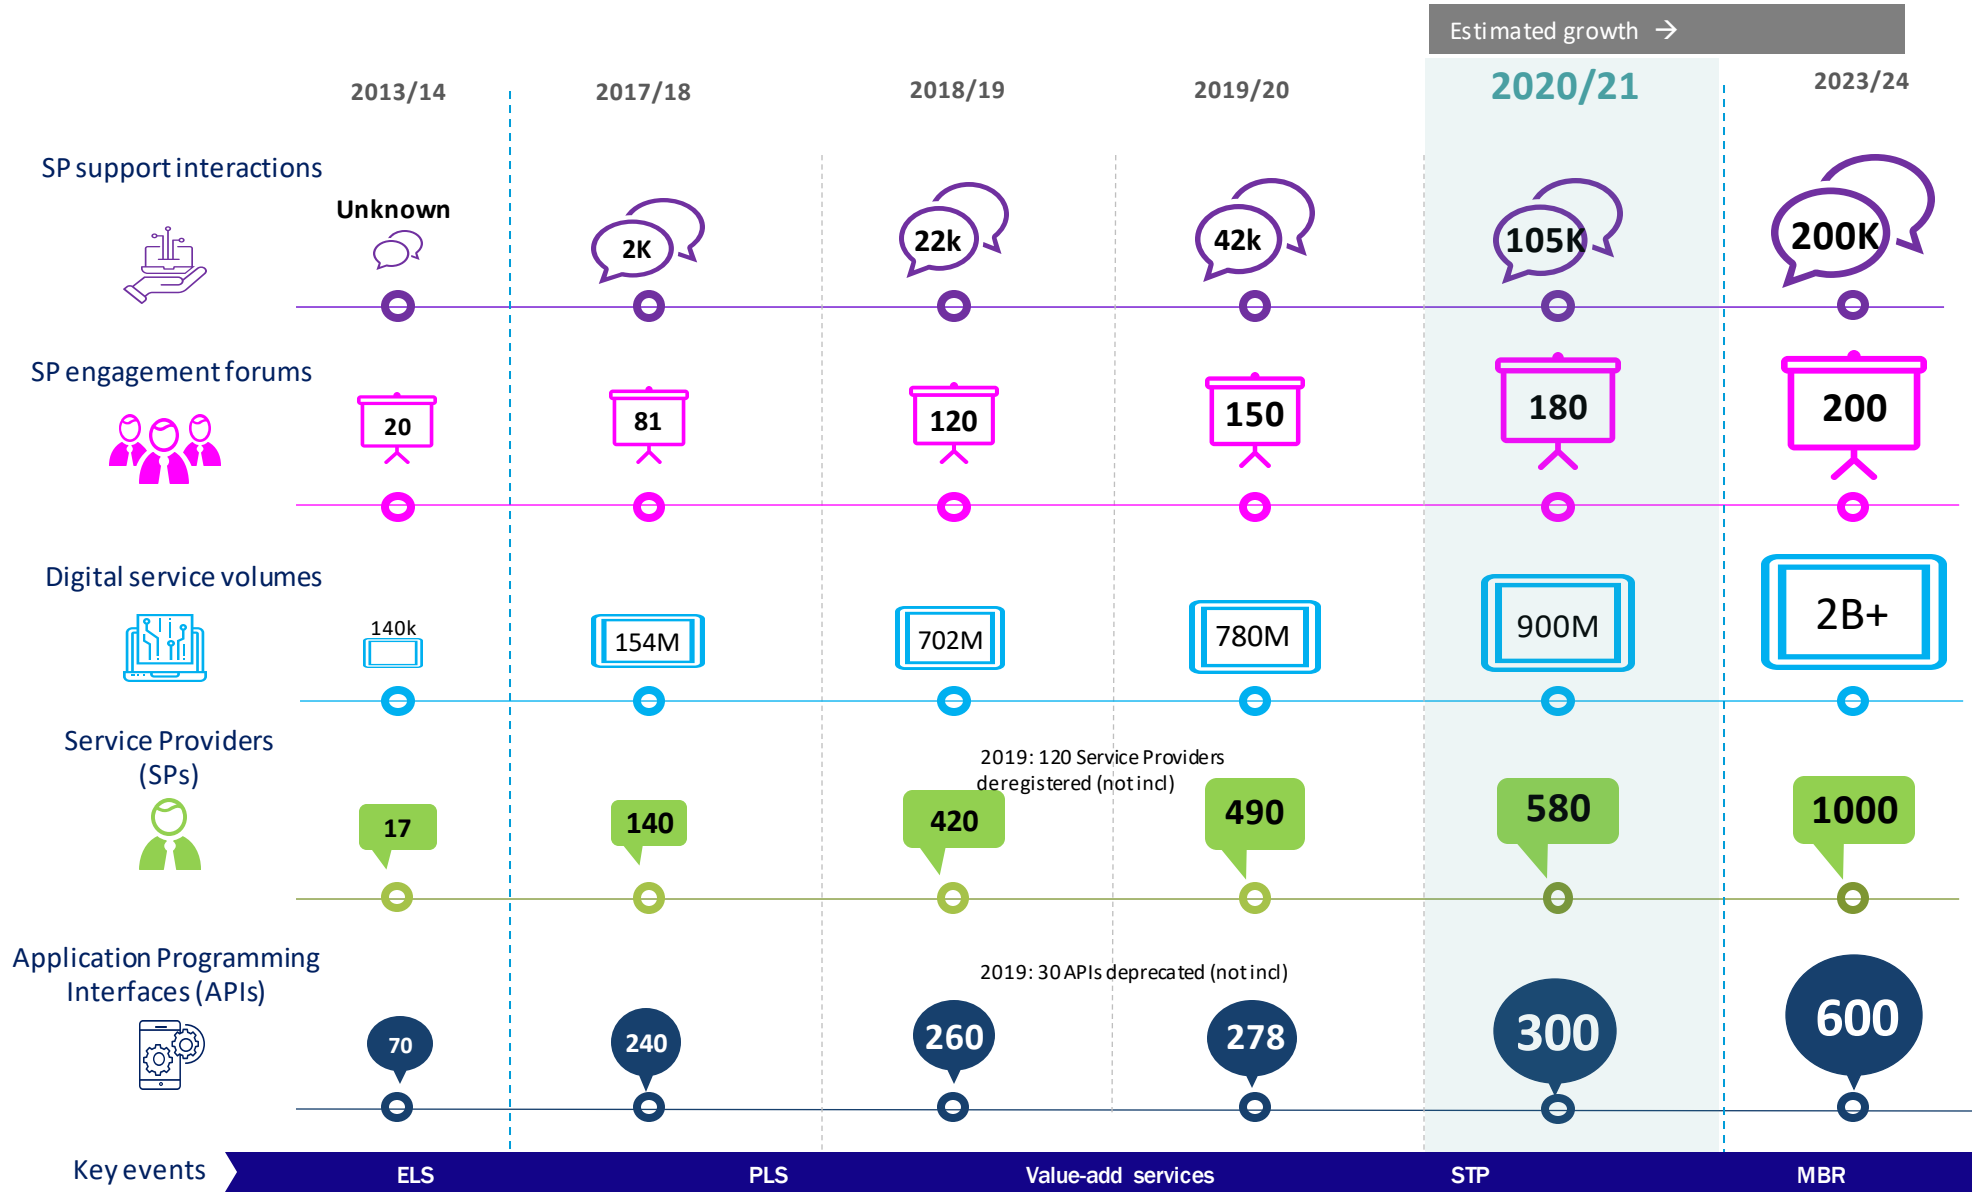 Estimated growth →
2013/14
2017/18
2018/19
2019/20
2020/21
2023/24
SP support interactions
Unknown
2K
22k
42k
105K
200K
SP engagement forums
20
81
120
150
180
200
Digital service volumes
140k
154M
702M
780M
900M
2B+
Service Providers
(SPs)
2019: 120 Service Providers
deregistered (not incl)
17
140
420
490
580
1000
Application Programming
Interfaces (APIs)
2019: 30 APIs deprecated (not incl)
70
240
260
278
300
600
Key events
ELS
PLS
Value-add services
STP
MBR